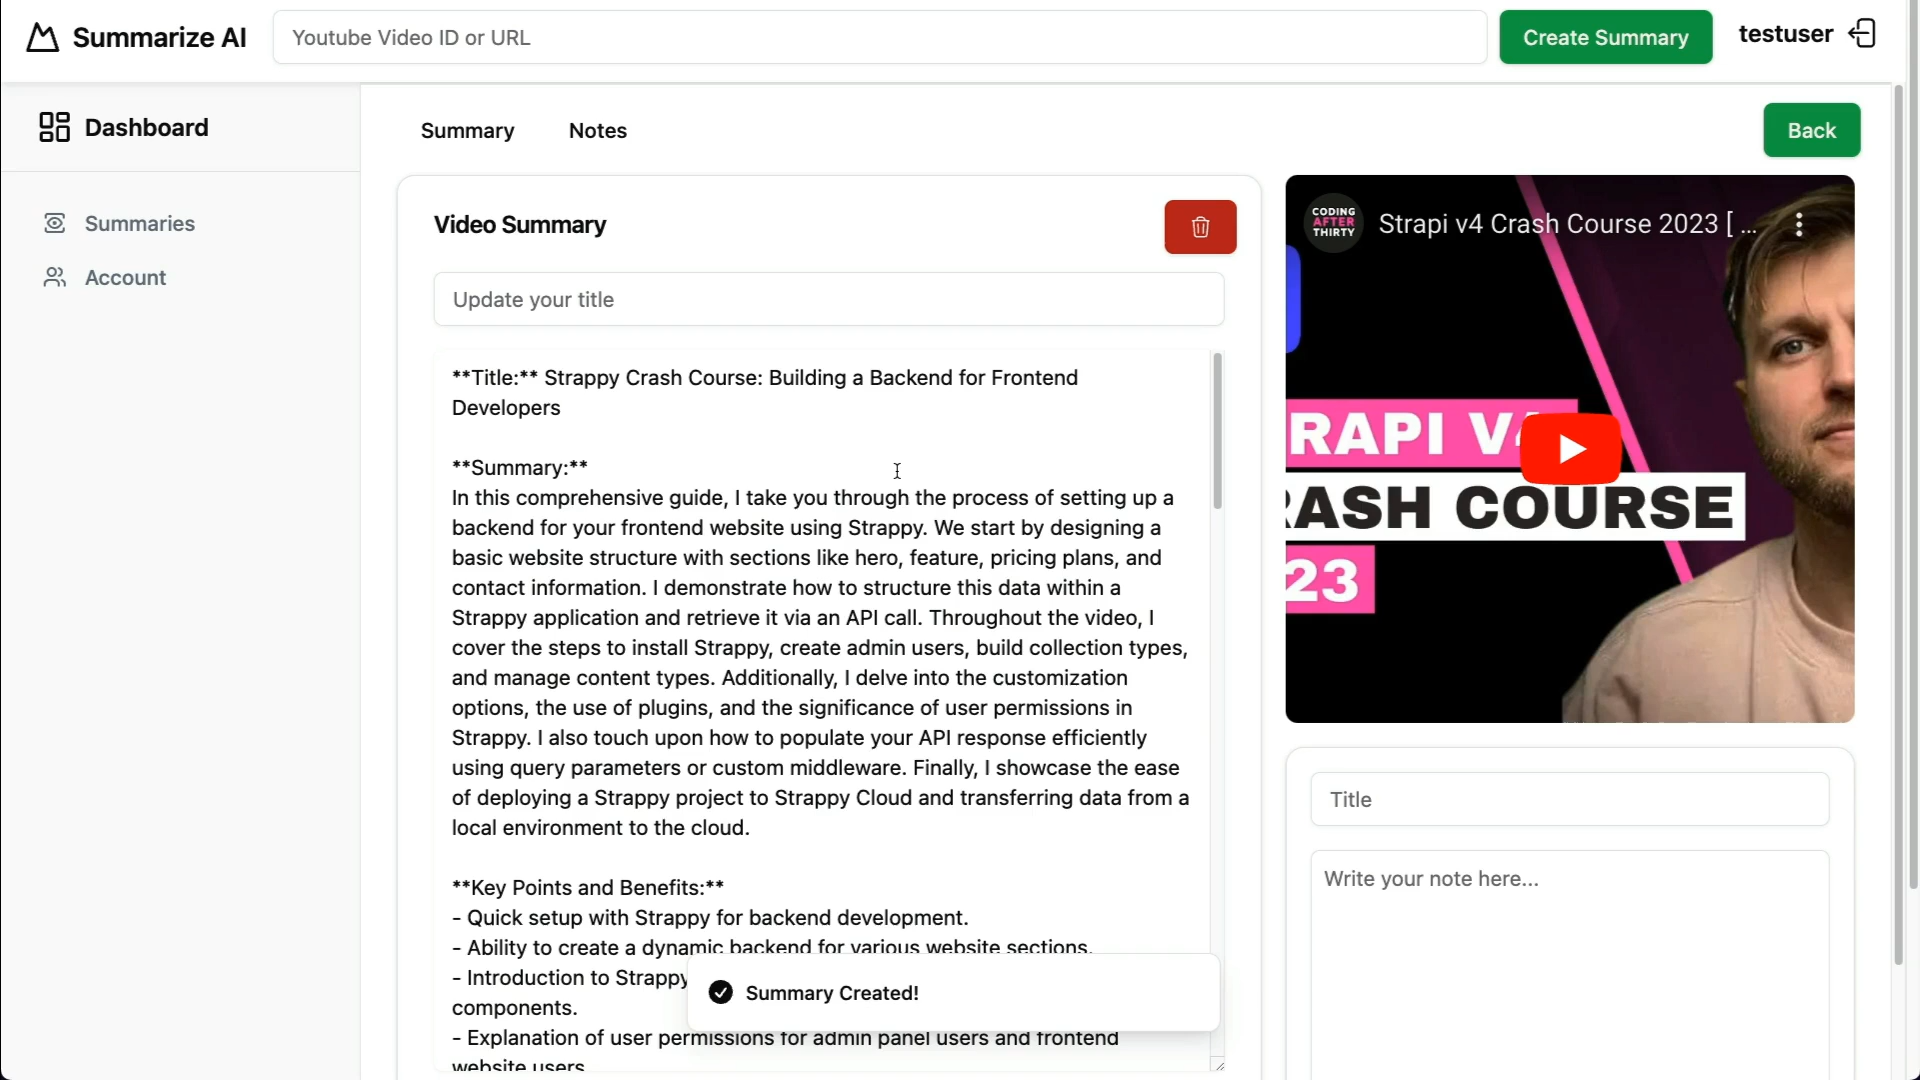 Summarize AI
Youtube Video ID or URL
Create Summary
testuser
Dashboard
Summaries
Account
Summary
Notes
Back
Video Summary
Update your title
**Title:** Strappy Crash Course: Building a Backend for Frontend
Developers
**Summary:**
In this comprehensive guide, I take you through the process of setting up a
backend for your frontend website using Strappy. We start by designing a
basic website structure with sections like hero, feature, pricing plans, and
contact information. I demonstrate how to structure this data within a
Strappy application and retrieve it via an API call. Throughout the video, I
cover the steps to install Strappy, create admin users, build collection types,
and manage content types. Additionally, I delve into the customization
options, the use of plugins, and the significance of user permissions in
Strappy. I also touch upon how to populate your API response efficiently
using query parameters or custom middleware. Finally, I showcase the ease
of deploying a Strappy project to Strappy Cloud and transferring data from a
local environment to the cloud.
**Key Points and Benefits:**
- Quick setup with Strappy for backend development.
- Ability to create a dynamic backend for various website sections.
- Introduction to Strappy
components.
- Explanation of user permissions for admin panel users and frontend
website users
Summary Created!
CODING
AFTER
THIRTY
Strapi v4 Crash Course 2023 [ ...
RAPI V4
RASH COURSE
23
Title
Write your note here...